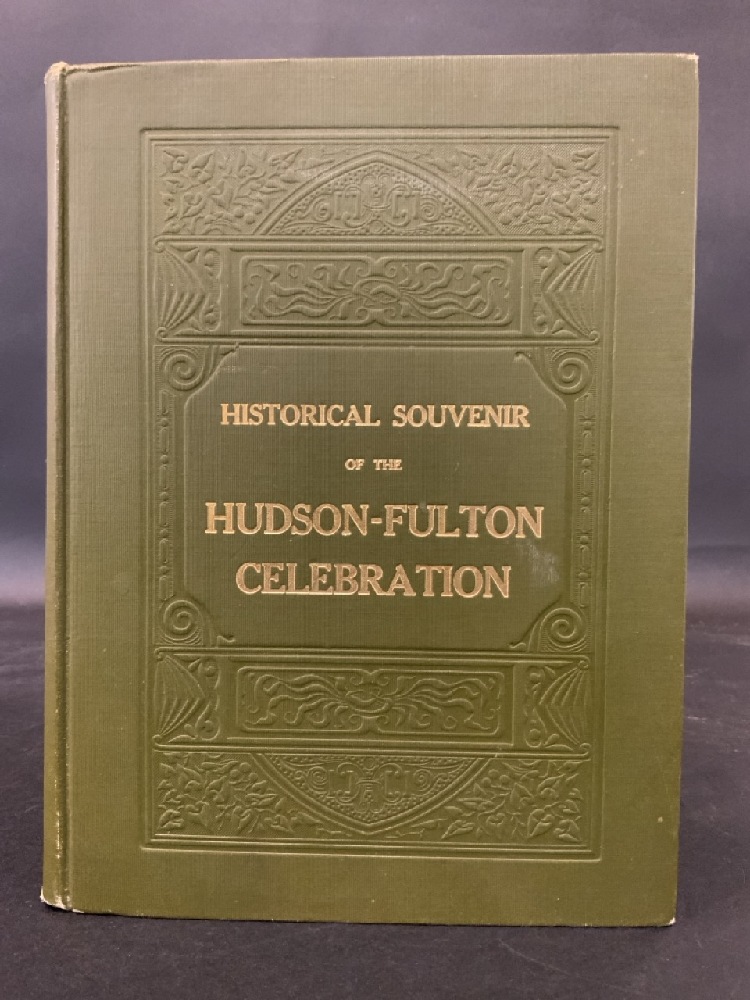 HISTORICAL SOUVENIR
OF THE
HUDSON-FULTON
CELEBRATION